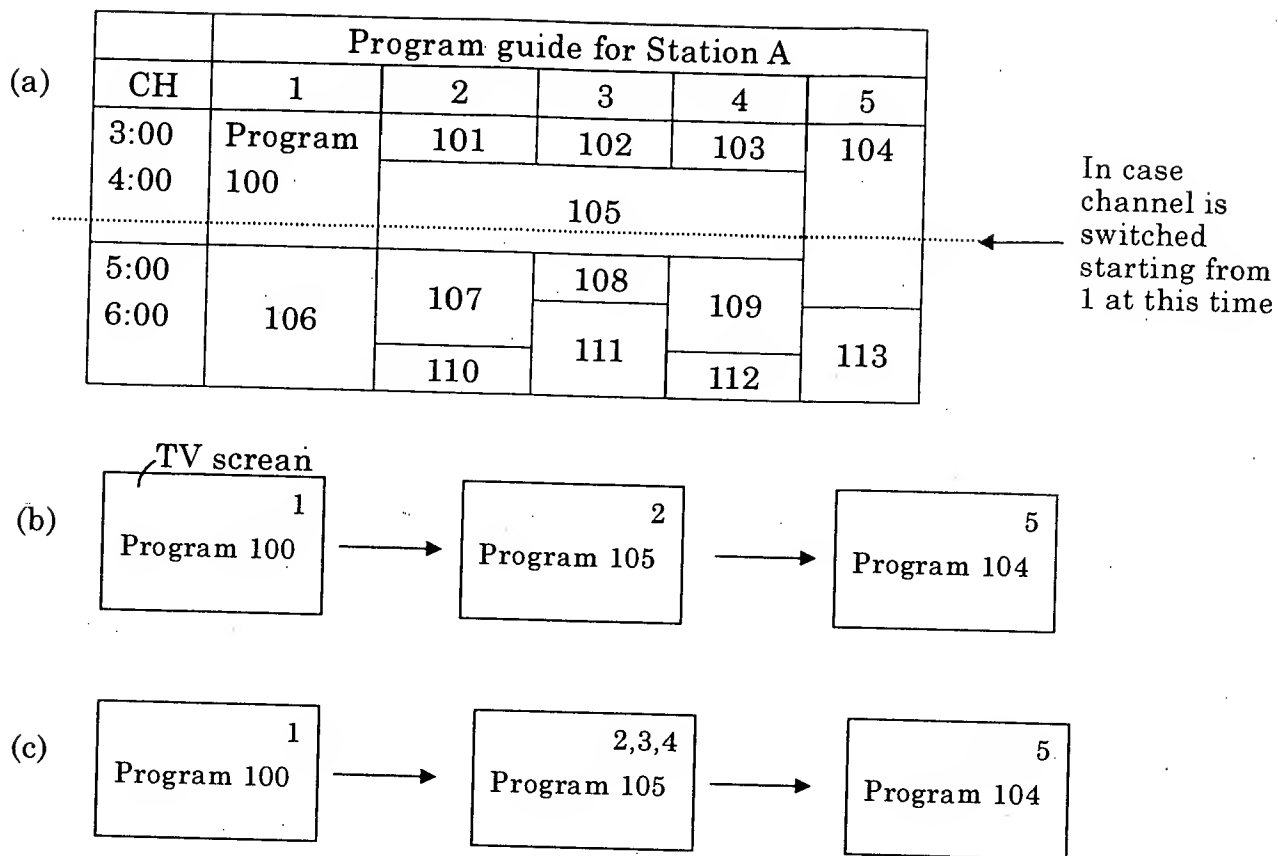 Program guide for Station A
(a)
CH 1 2 3 4 5
3:00 Program 101 102 103 104
4:00 100
105
In case
channel is
switched
starting from
1 at this time
5:00 107 108 109
6:00 106 111 113
110 112
TV screan
(b)
1 2 5
Program 100 Program 105 Program 104
(c)
1 2,3,4 5
Program 100 Program 105 Program 104